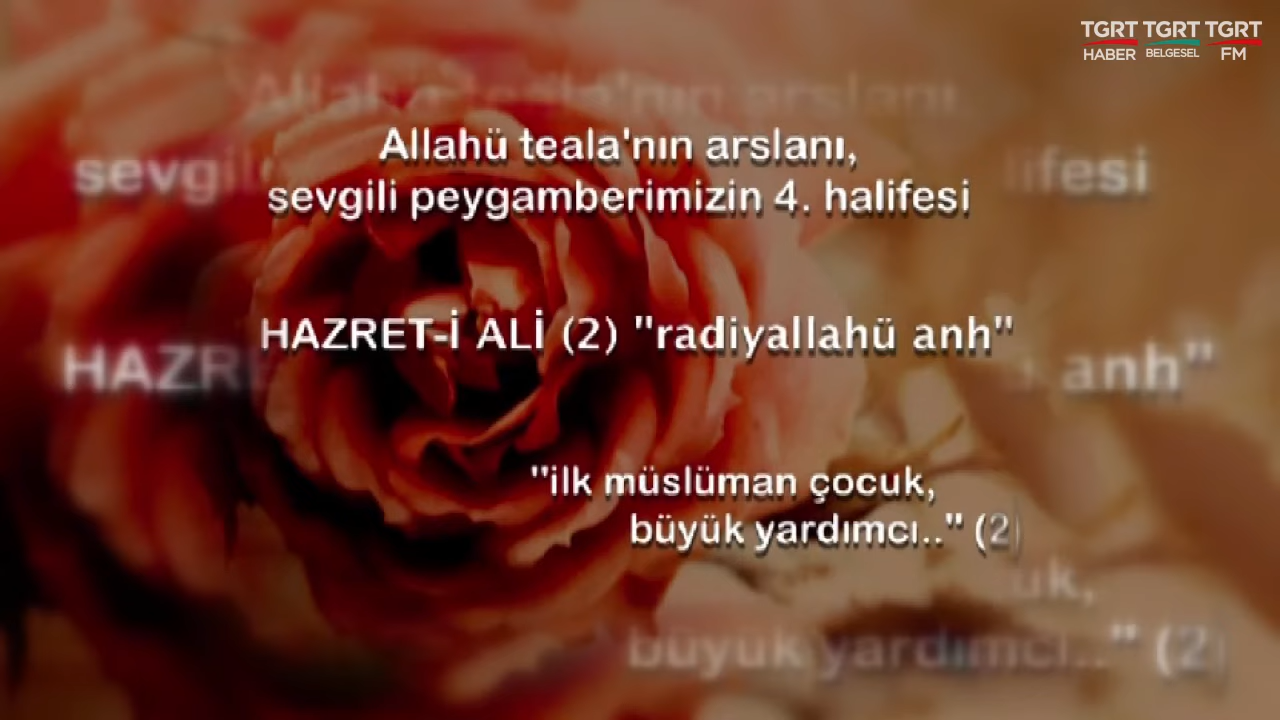 TGRT TGRT TGRT
HABER BELGESEL FM
Allahü teala'nın arslanı,
sevgili peygamberimizin 4. halifesi
HAZRET-İ ALİ (2) "radiyallahü anh"
"ilk müslüman çocuk,
büyük yardımcı.." (2)